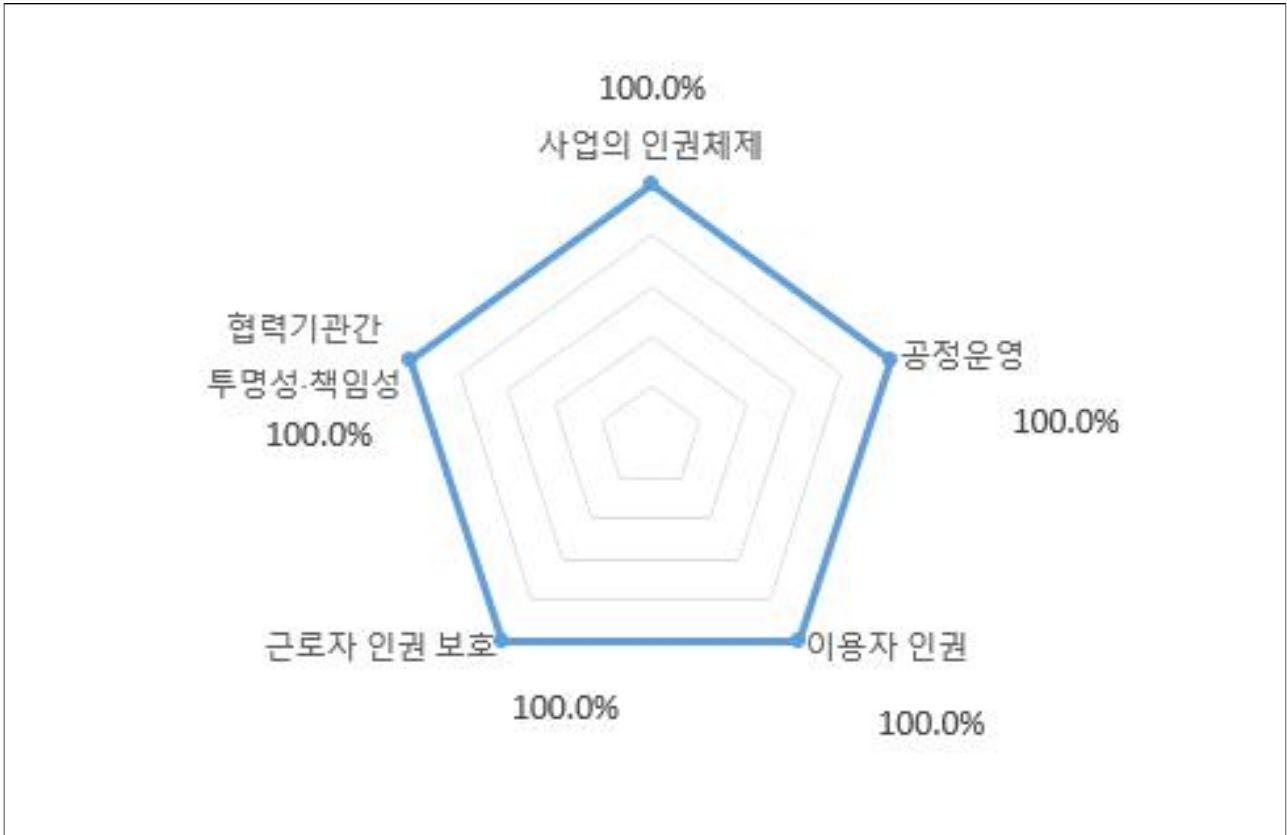 100.0%
사업의 인권체제
공정운영
100.0%
이용자 인권
100.0%
근로자 인권 보호
100.0%
협력기관간
투명성·책임성
100.0%